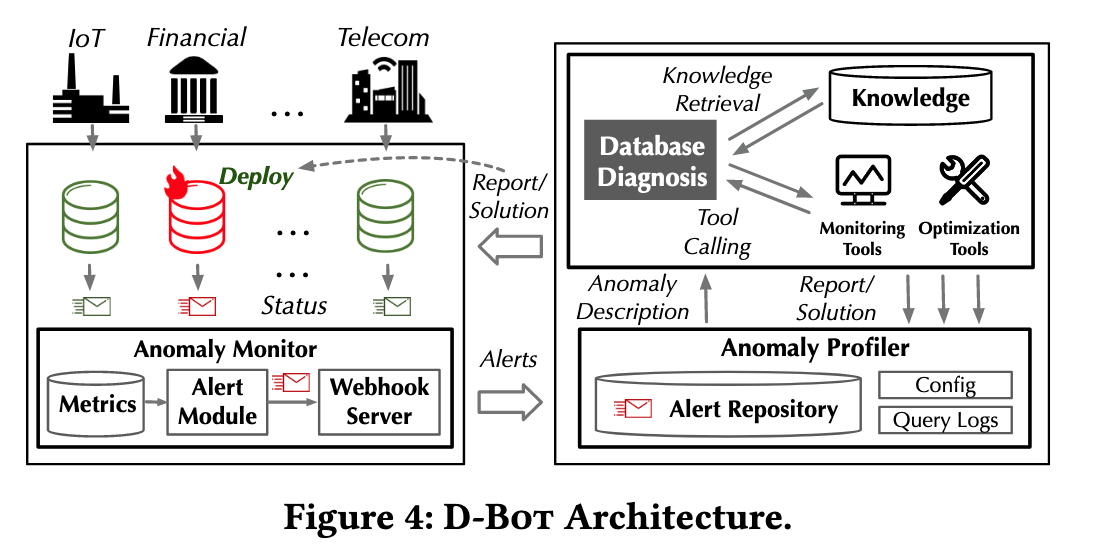 IoT
Financial
Telecom
...
Deploy
...
...
Status
Anomaly Monitor
Metrics
Alert
Module
Webhook
Server
Report/
Solution
Alerts
Knowledge
Retrieval
Knowledge
Database
Diagnosis
Tool
Calling
Monitoring
Tools
Optimization
Tools
Anomaly
Description
Report/
Solution
Anomaly Profiler
Alert Repository
Config
Query Logs
Figure 4: D-Bot Architecture.